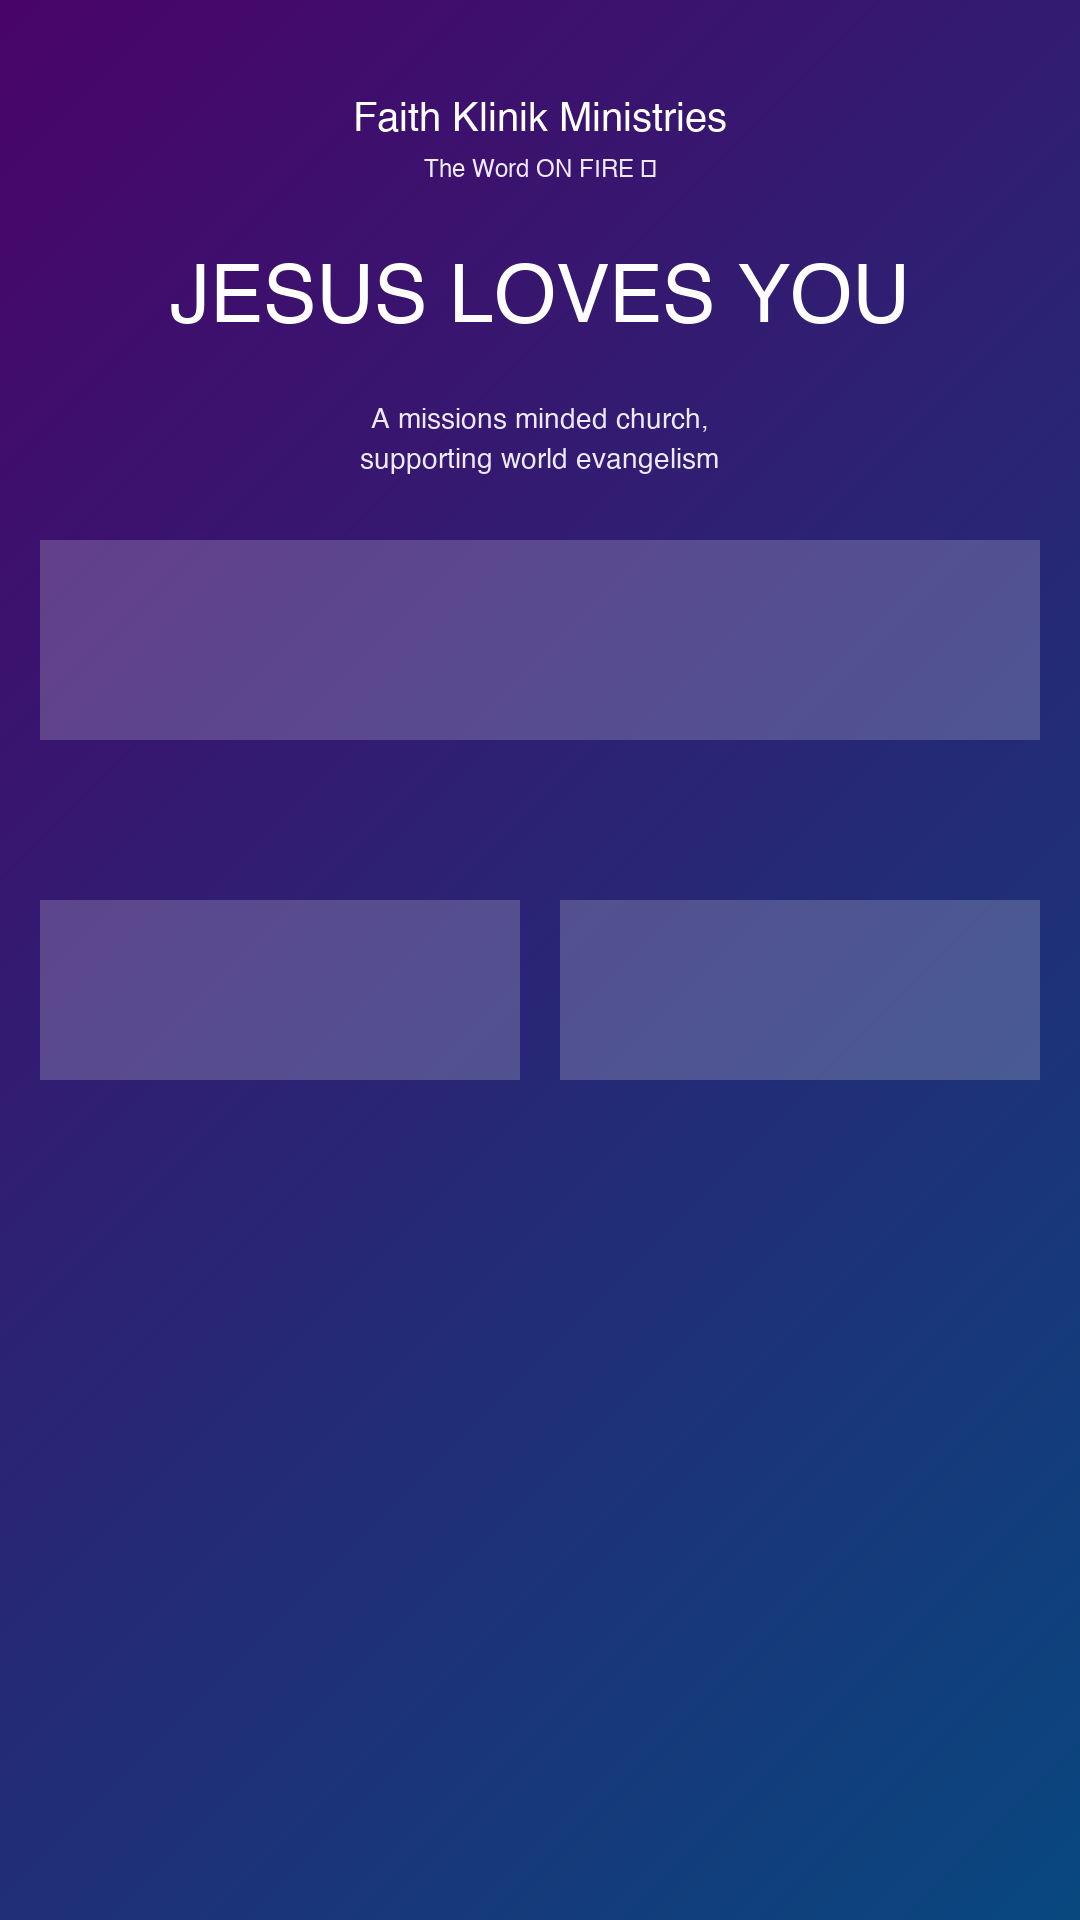 Faith Klinik Ministries
The Word ON FIRE
JESUS LOVES YOU
A missions minded church,
supporting world evangelism